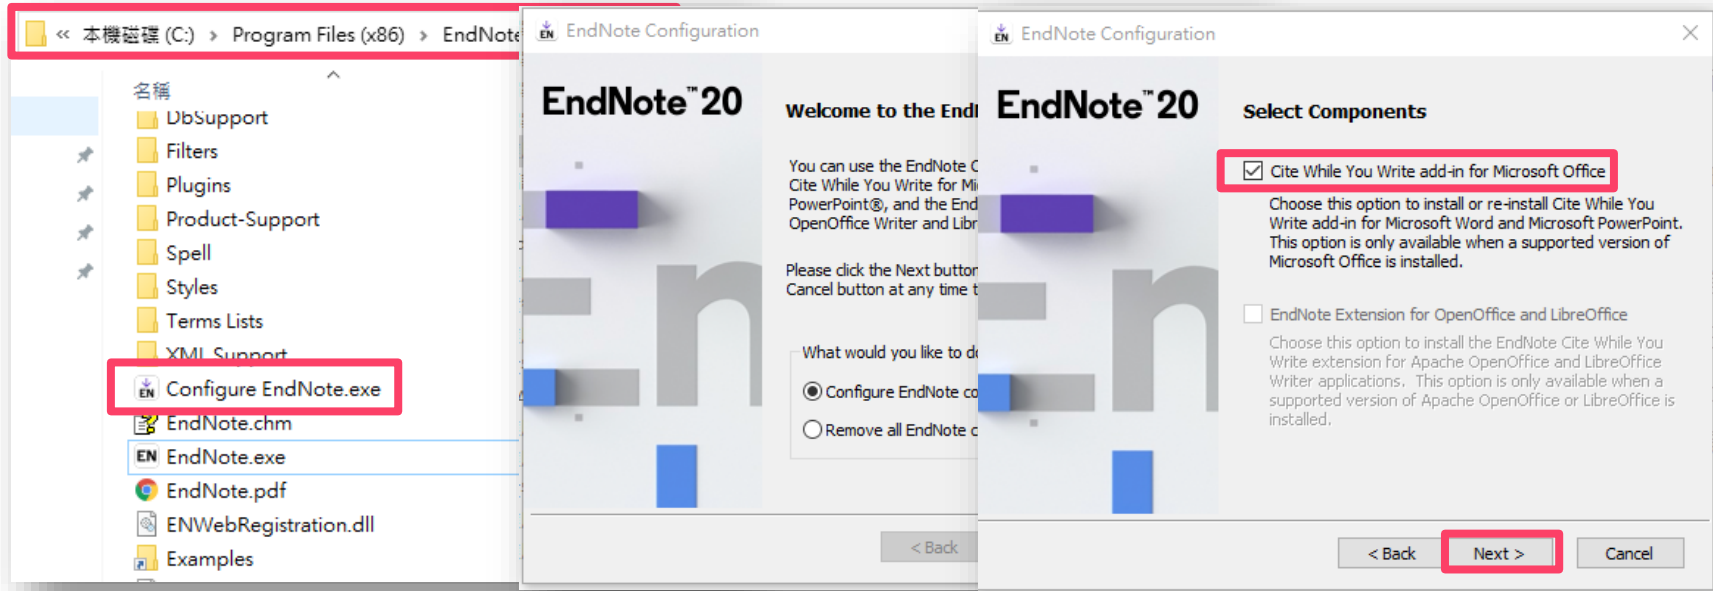 « 本機磁碟 (C:) › Program Files (x86) › EndNote
名稱
DbSupport
Filters
Plugins
Product-Support
Spell
Styles
Terms Lists
XML Support
Configure EndNote.exe
EndNote.chm
EndNote.exe
EndNote.pdf
ENWebRegistration.dll
Examples
EndNote Configuration
EndNote™20
Welcome to the End
You can use the EndNote C
Cite While You Write for Mi
PowerPoint®, and the End
OpenOffice Writer and Libr
Please click the Next button
Cancel button at any time t
What would you like to do
Configure EndNote co
Remove all EndNote c
< Back
EndNote Configuration
EndNote™20
Select Components
Cite While You Write add-in for Microsoft Office
Choose this option to install or re-install Cite While You
Write add-in for Microsoft Word and Microsoft PowerPoint.
This option is only available when a supported version of
Microsoft Office is installed.
EndNote Extension for OpenOffice and LibreOffice
Choose this option to install the EndNote Cite While You
Write extension for Apache OpenOffice and LibreOffice
Writer applications. This option is only available when a
supported version of Apache OpenOffice or LibreOffice is
installed.
< Back
Next >
Cancel